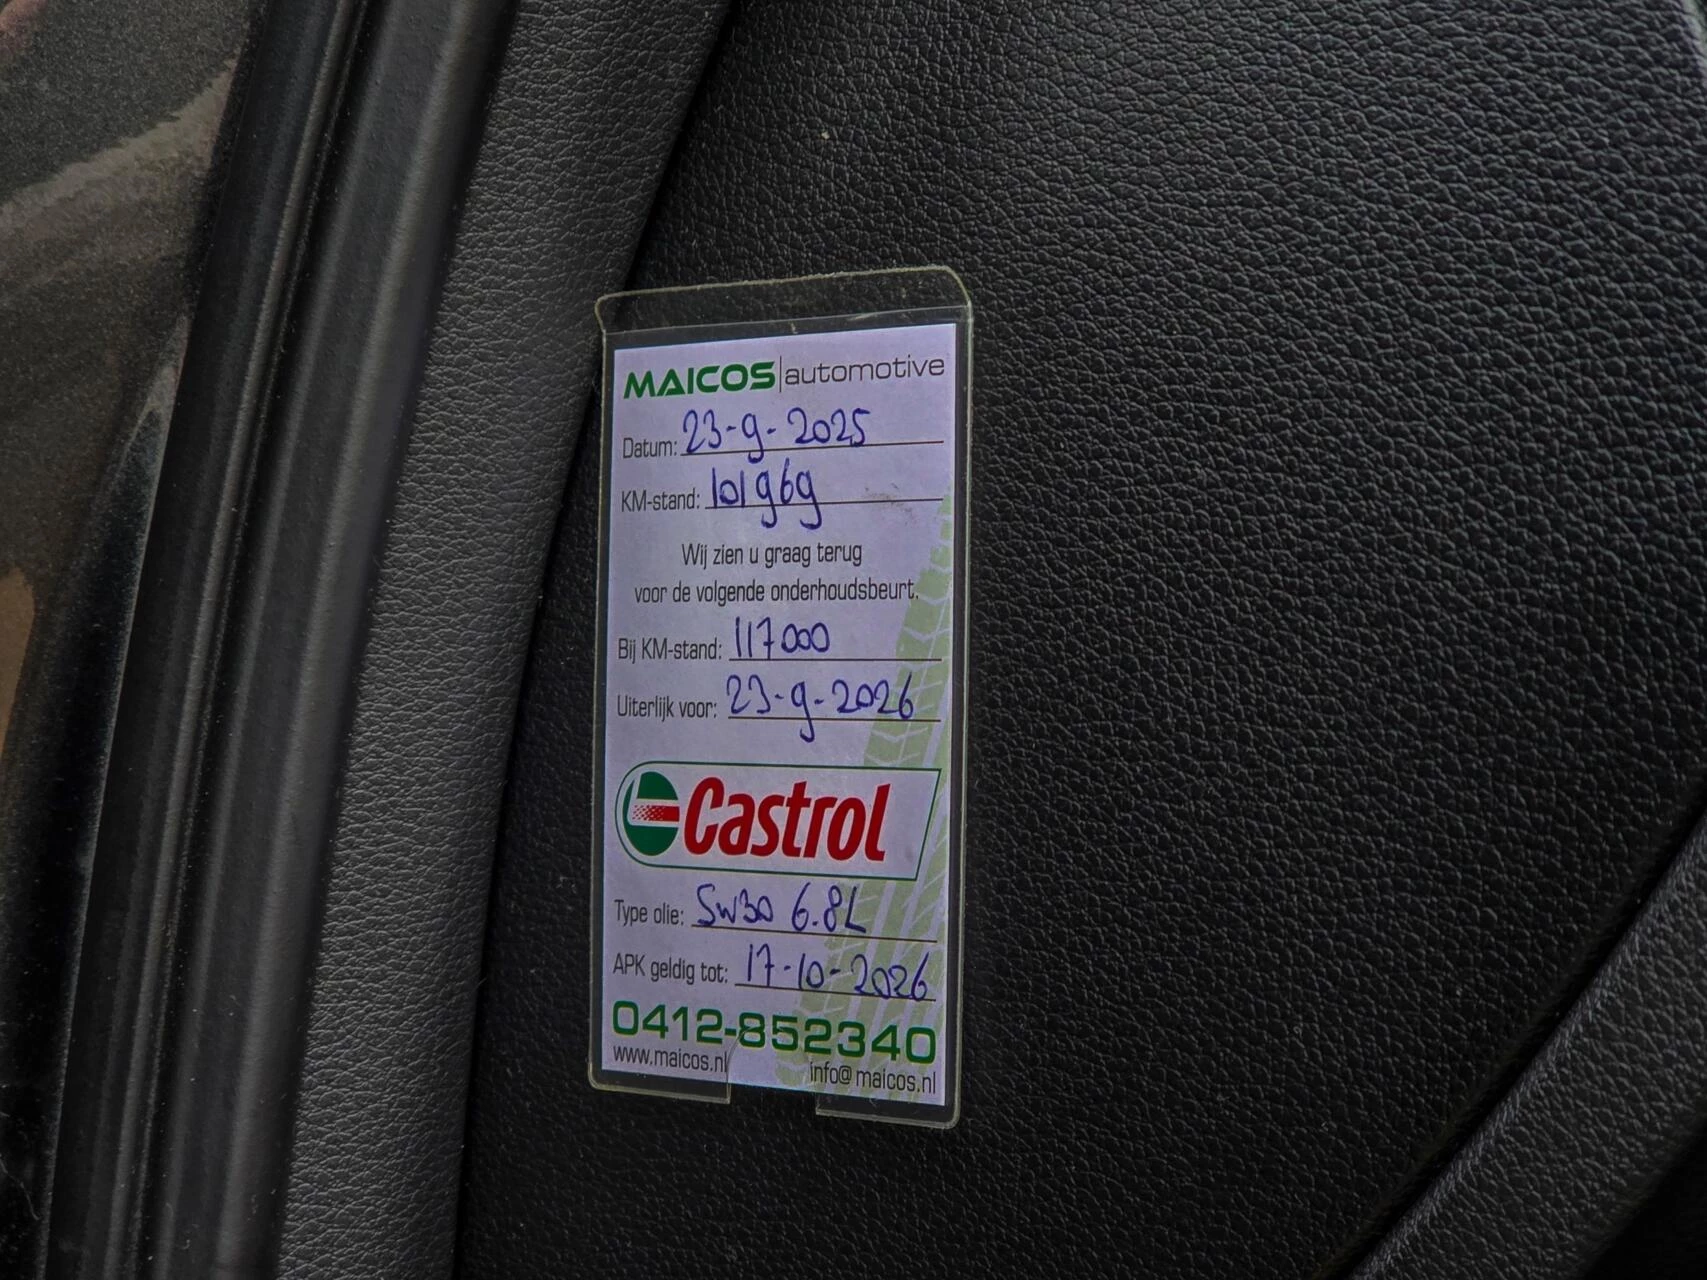 MAICOS automotive
Datum: 23-9-2025
KM-stand: 101969
Wij zien u graag terug
voor de volgende onderhoudsbeurt.
Bij KM-stand: 117000
Uiterlijk voor: 23-9-2026
Castrol
Type olie: 5w30 6.8L
APK geldig tot: 17-10-2026
0412-852340
www.maicos.nl info@maicos.nl